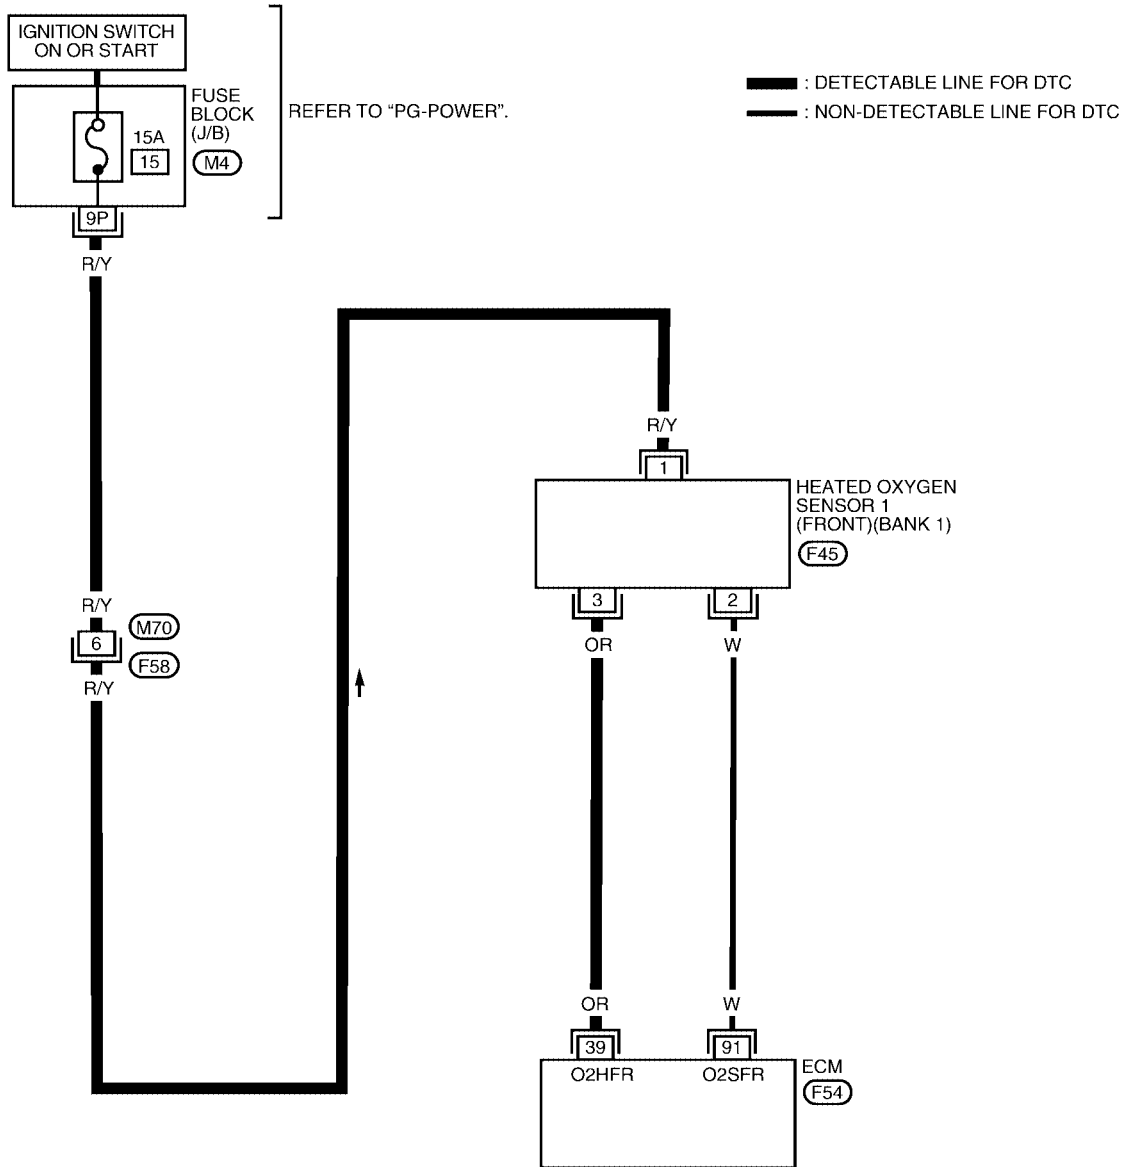 IGNITION SWITCH
ON OR START
FUSE
BLOCK
(J/B)
M4
15A
15
REFER TO “PG-POWER”.
: DETECTABLE LINE FOR DTC
: NON-DETECTABLE LINE FOR DTC
9P
R/Y
R/Y
1
HEATED OXYGEN
SENSOR 1
(FRONT)(BANK 1)
F45
R/Y
M70
6
F58
R/Y
3
2
OR
W
OR
W
39
91
O2HFR
O2SFR
ECM
F54